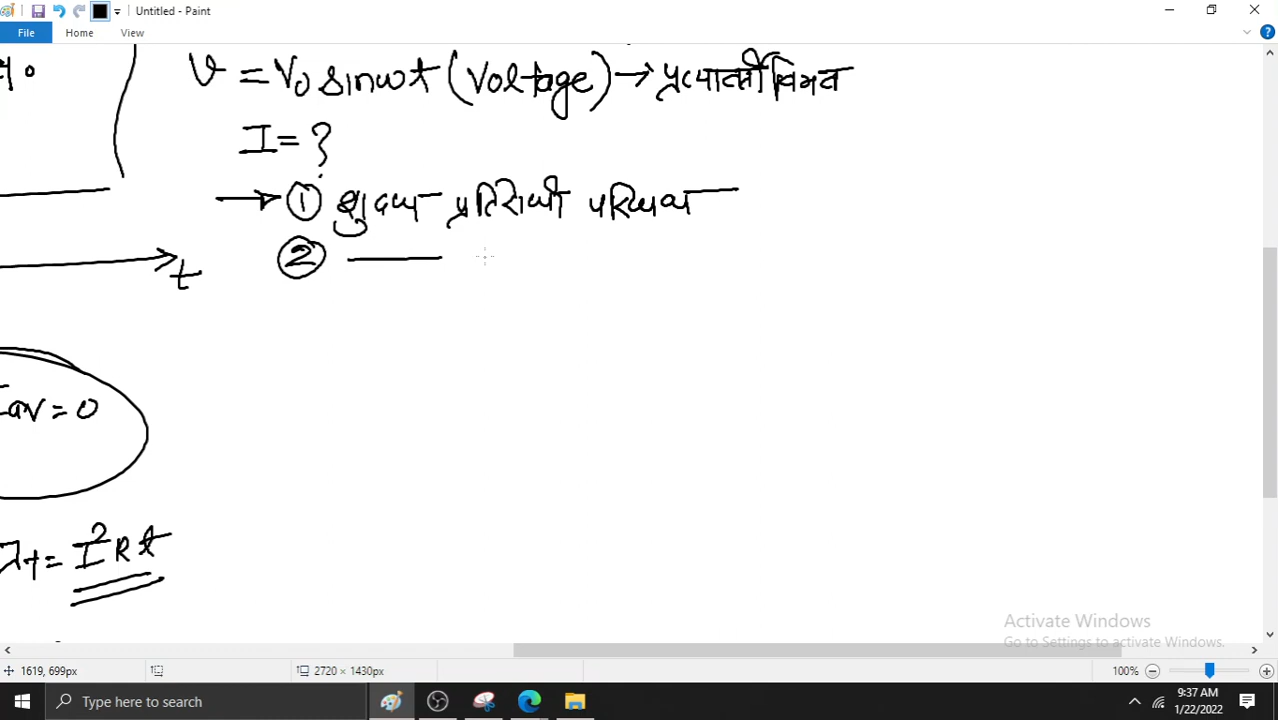 Untitled - Paint
File Home View
V = V₀ sinωt (Voltage) → प्रत्यावर्ती विभव
I = ?
→ ① शुद्ध प्रतिरोधी परिपथ
②
t
Iav = 0
= I²Rt
Activate Windows
Go to Settings to activate Windows.
1619, 699px 2720 × 1430px 100%
Type here to search
9:37 AM
1/22/2022